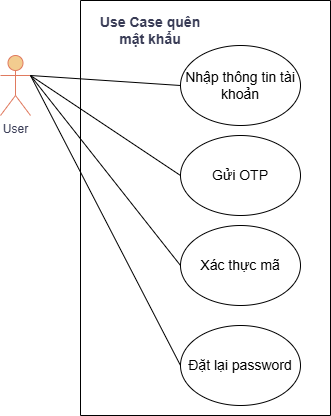 Use Case quên
mật khẩu
Nhập thông tin tài
khoản
User
Gửi OTP
Xác thực mã
Đặt lại password